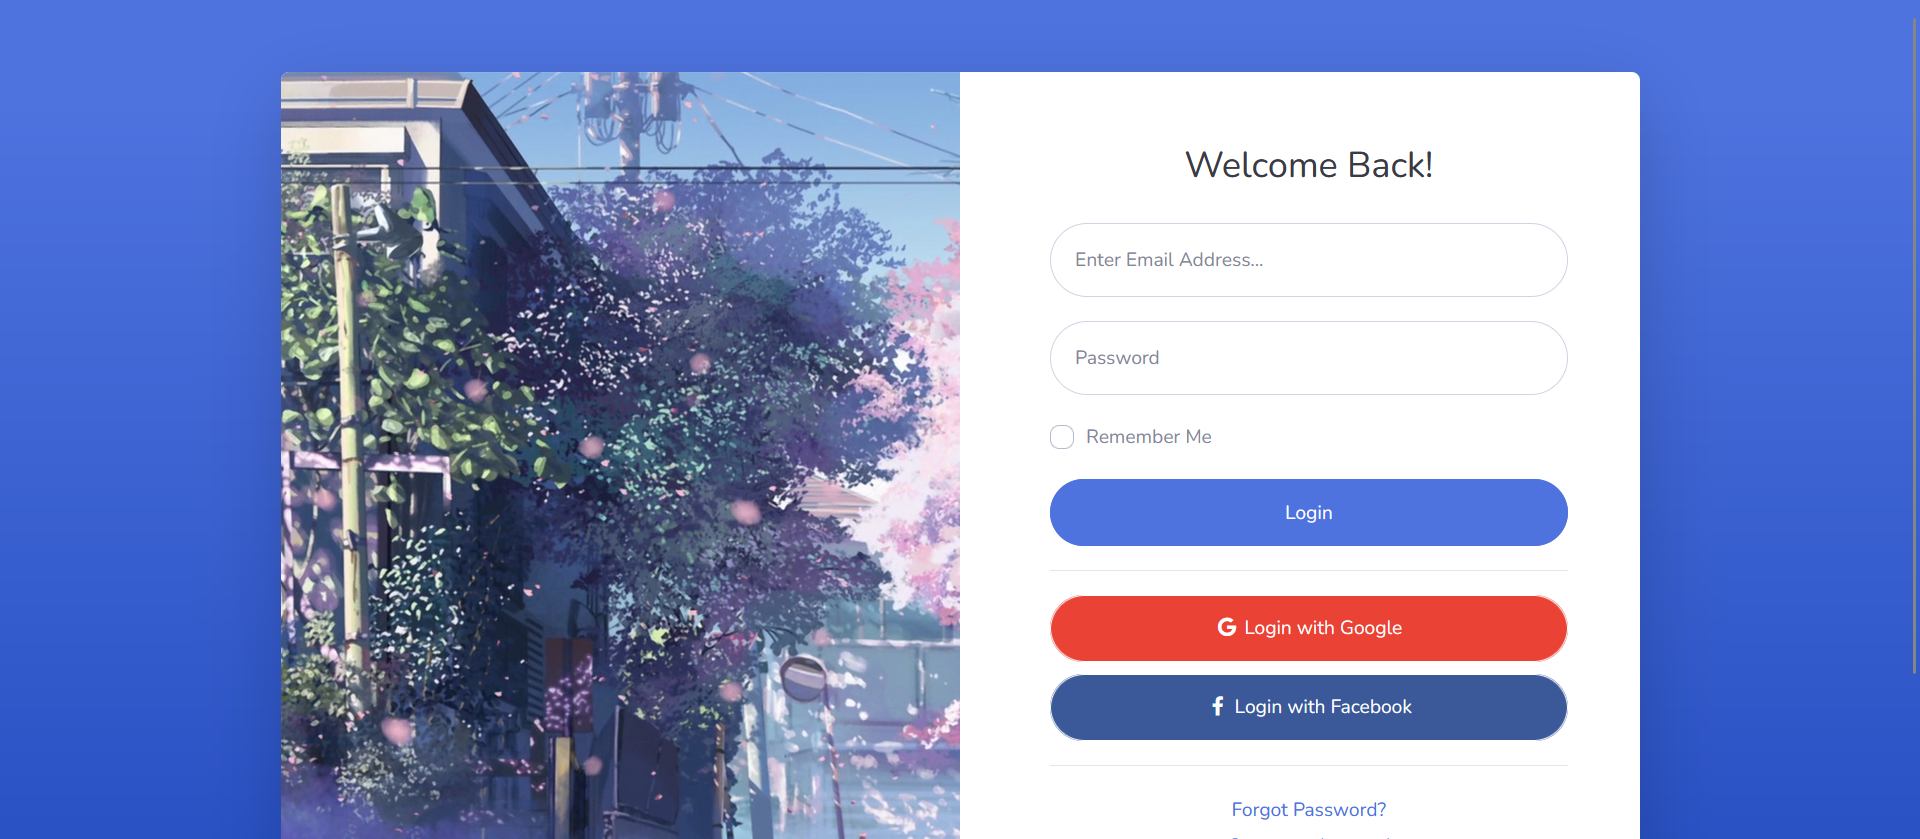 Welcome Back!
Enter Email Address...
Password
Remember Me
Login
Login with Google
Login with Facebook
Forgot Password?